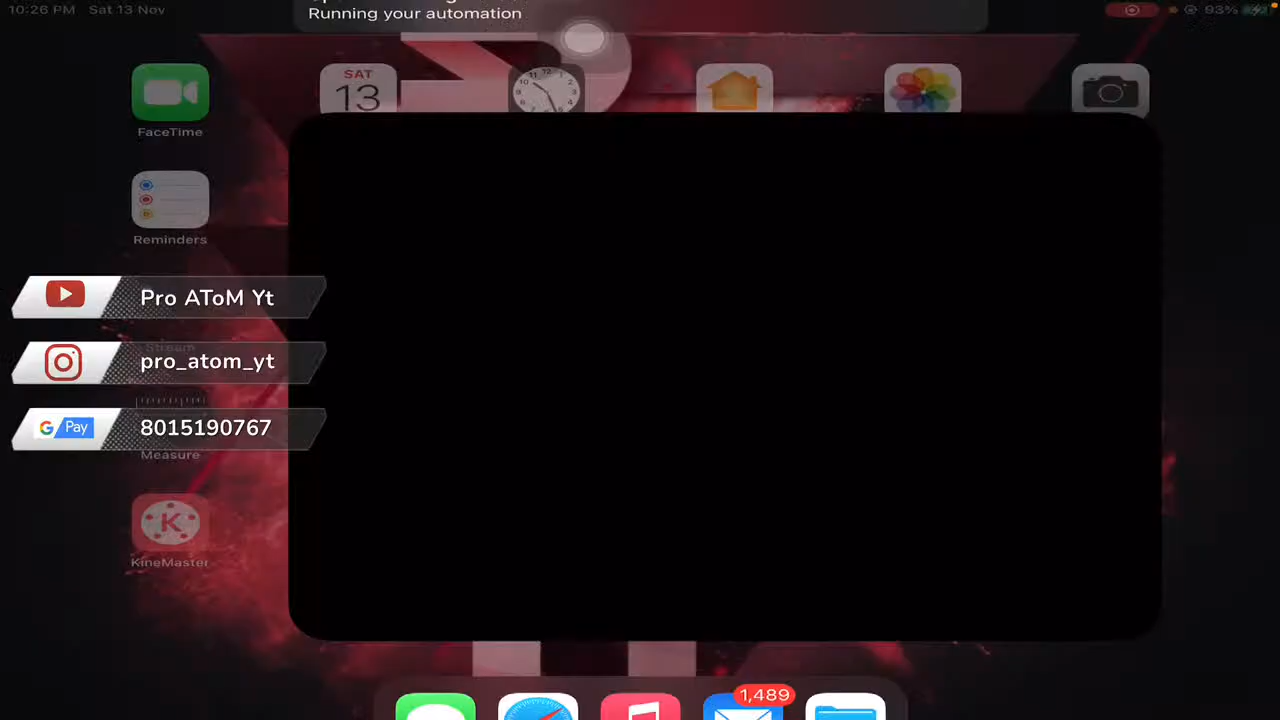 10:26 PM Sat 13 Nov
Running your automation
93%
SAT
13
FaceTime
Reminders
Pro AToM Yt
Stream
pro_atom_yt
G Pay
8015190767
Measure
K
KineMaster
1,489